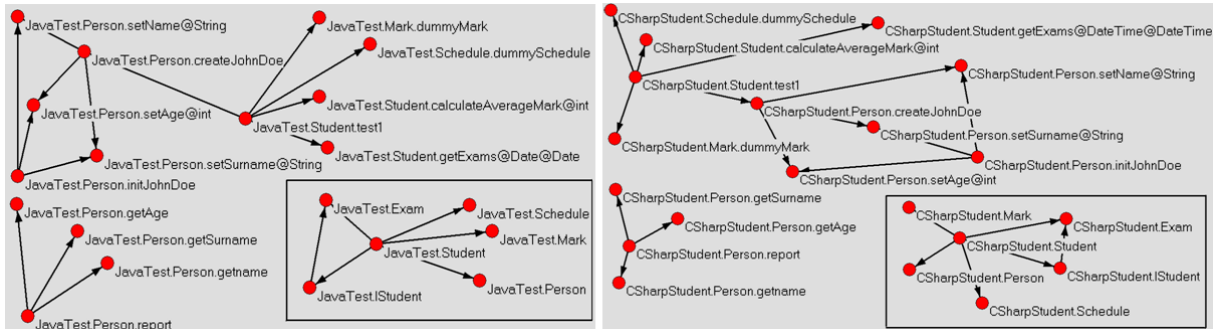 JavaTest.Person.setName@String
JavaTest.Mark.dummyMark
JavaTest.Person.createJohnDoe
JavaTest.Schedule.dummySchedule
JavaTest.Person.setAge@int
JavaTest.Student.calculateAverageMark@int
JavaTest.Student.test1
JavaTest.Person.setSurname@String
JavaTest.Student.getExams@Date@Date
JavaTest.Person.initJohnDoe
JavaTest.Person.getAge
JavaTest.Person.getSurname
JavaTest.Person.getname
JavaTest.Person.report
JavaTest.Exam
JavaTest.Schedule
JavaTest.Mark
JavaTest.Student
JavaTest.Person
JavaTest.IStudent
CSharpStudent.Schedule.dummySchedule
CSharpStudent.Student.getExams@DateTime@DateTime
CSharpStudent.Student.calculateAverageMark@int
CSharpStudent.Person.setName@String
CSharpStudent.Student.test1
CSharpStudent.Person.createJohnDoe
CSharpStudent.Person.setSurname@String
CSharpStudent.Mark.dummyMark
CSharpStudent.Person.initJohnDoe
CSharpStudent.Person.setAge@int
CSharpStudent.Person.getSurname
CSharpStudent.Person.getAge
CSharpStudent.Person.report
CSharpStudent.Person.getname
CSharpStudent.Mark
CSharpStudent.Exam
CSharpStudent.Student
CSharpStudent.Person
CSharpStudent.IStudent
CSharpStudent.Schedule